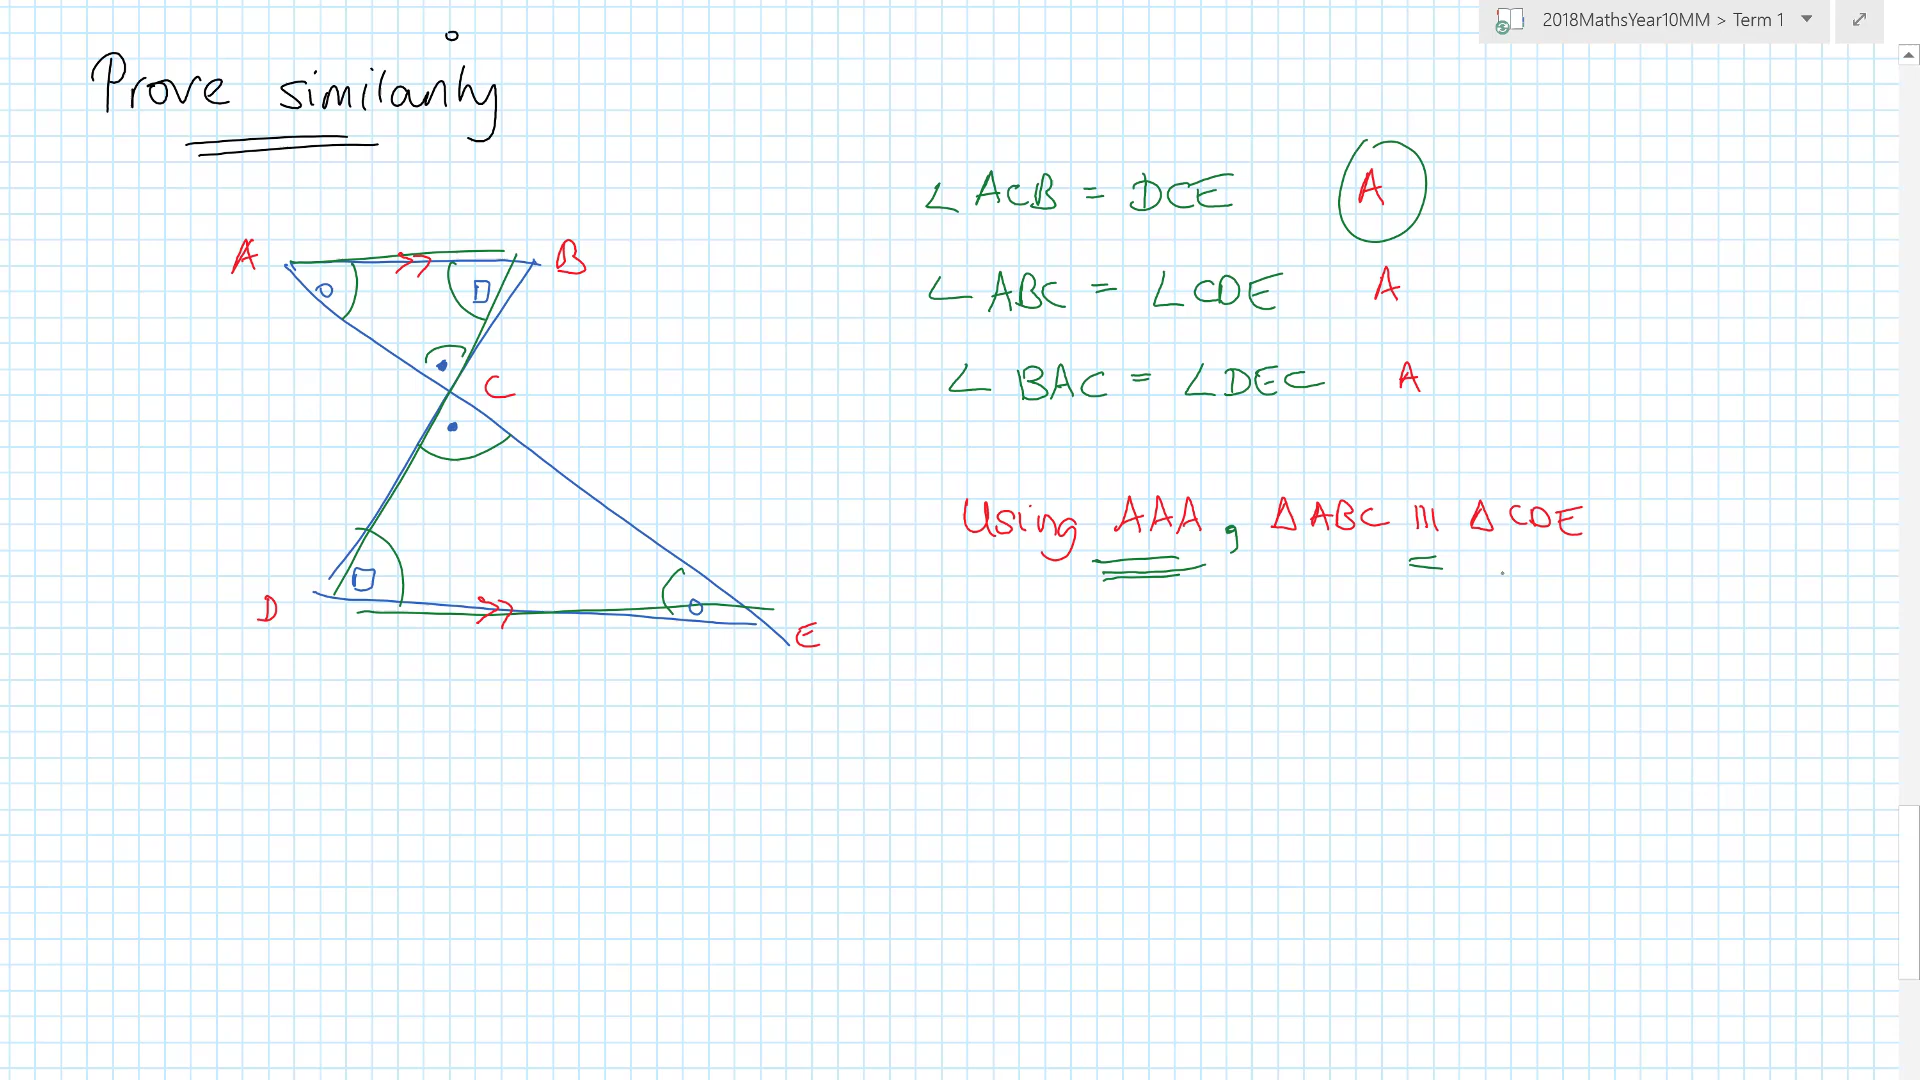 2018MathsYear10MM > Term 1
Prove similarity
∠ACB = DCE A
∠ABC = ∠CDE A
∠BAC = ∠DEC A
A B
C
D E
Using AAA, ΔABC ||| ΔCDE